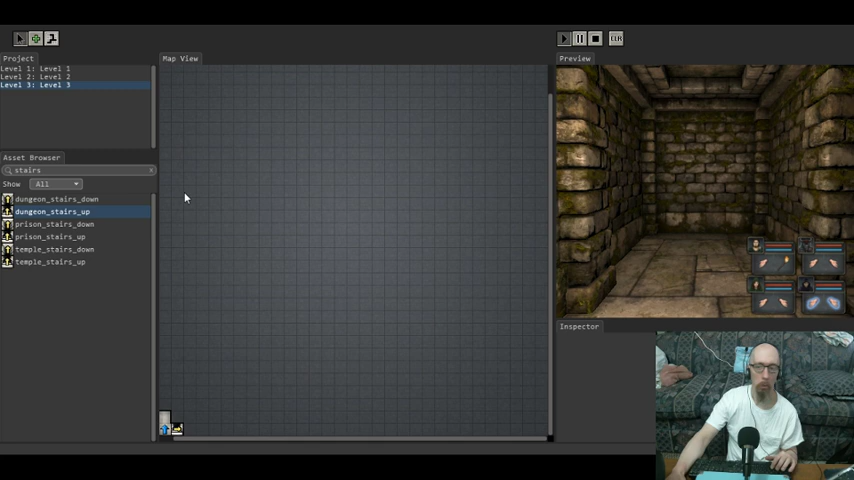 CLR
Project
Map View
Preview
Level 1: Level 1
Level 2: Level 2
Level 3: Level 3
Asset Browser
stairs
Show All
dungeon_stairs_down
dungeon_stairs_up
prison_stairs_down
prison_stairs_up
temple_stairs_down
temple_stairs_up
Inspector